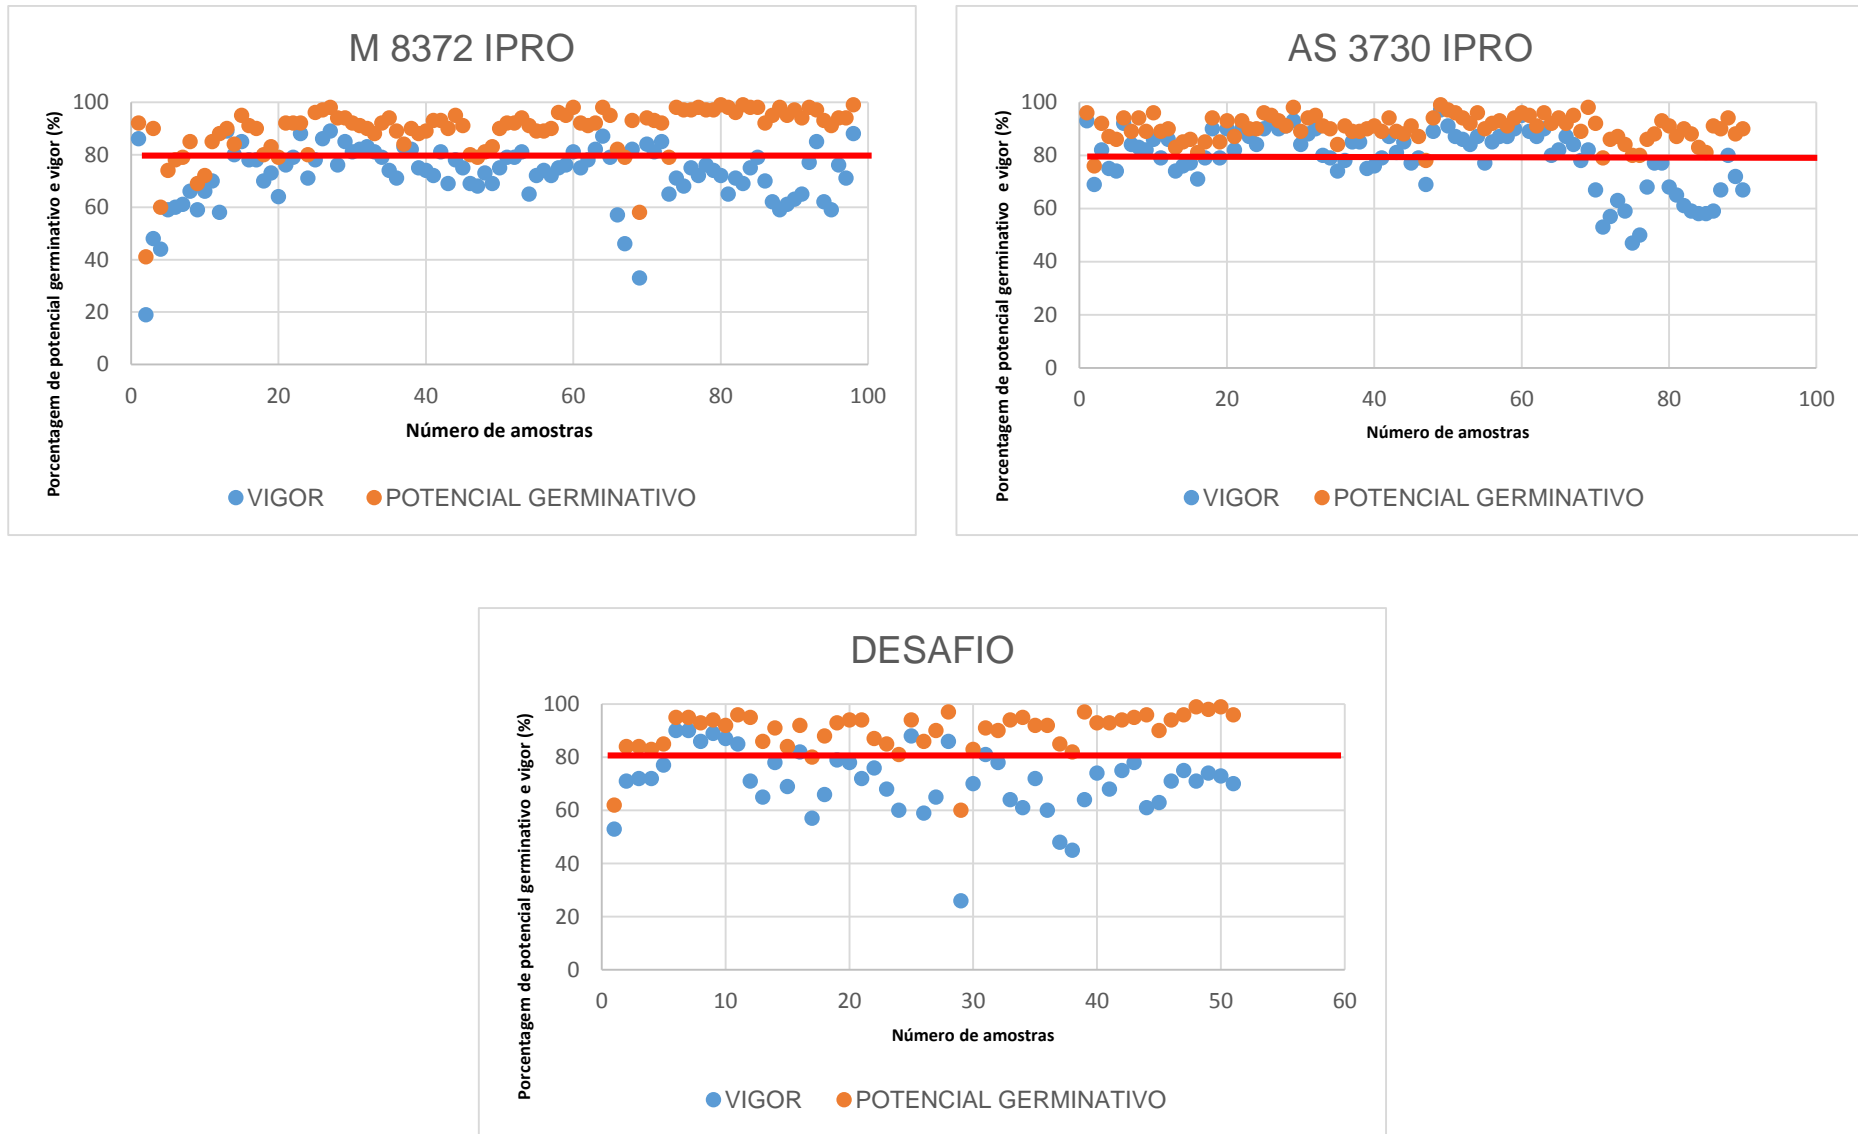 M 8372 IPRO
Porcentagem de potencial germinativo e vigor (%)
100
80
60
40
20
0
0 20 40 60 80 100
Número de amostras
VIGOR POTENCIAL GERMINATIVO
AS 3730 IPRO
Porcentagem de potencial germinativo e vigor (%)
100
80
60
40
20
0
0 20 40 60 80 100
Número de amostras
VIGOR POTENCIAL GERMINATIVO
DESAFIO
Porcentagem de potencial germinativo e vigor (%)
100
80
60
40
20
0
0 10 20 30 40 50 60
Número de amostras
VIGOR POTENCIAL GERMINATIVO